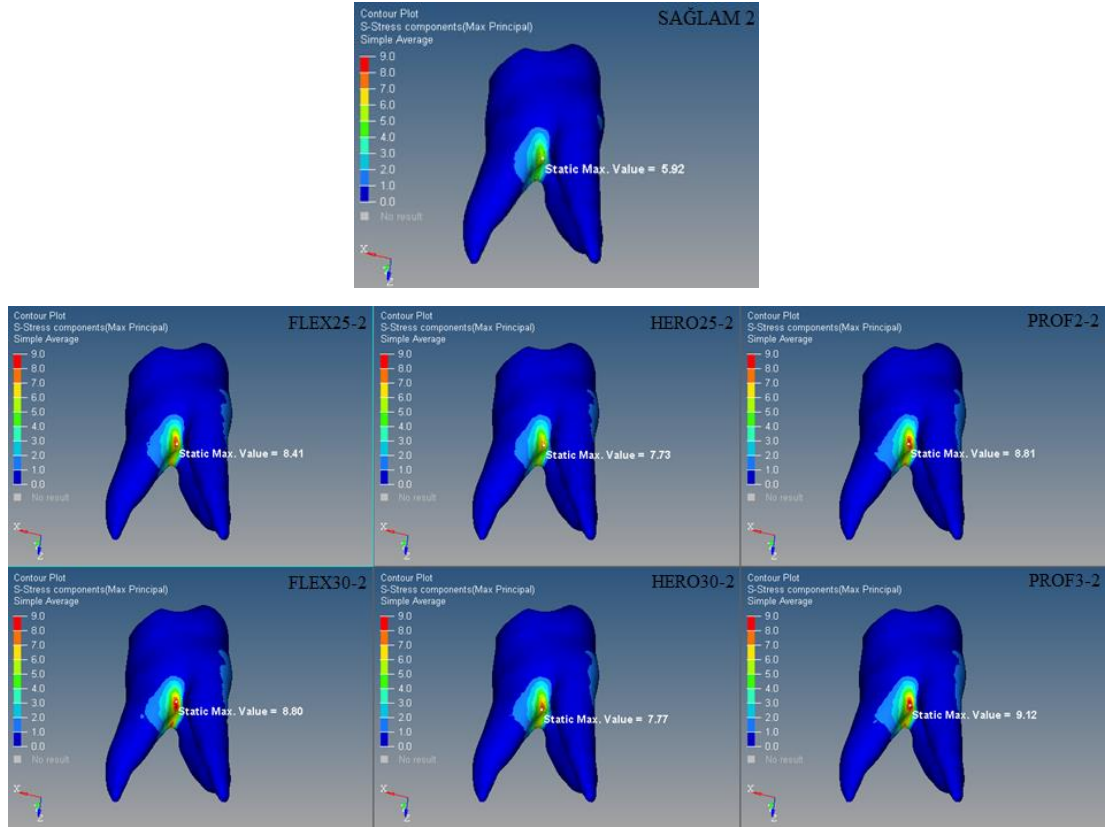 Contour Plot
S-Stress components(Max Principal)
Simple Average
SAĞLAM 2
9.0
8.0
7.0
6.0
5.0
4.0
3.0
2.0
1.0
0.0
No result
Static Max. Value = 5.92
X
Z
Contour Plot
S-Stress components(Max Principal)
Simple Average
FLEX25-2
9.0
8.0
7.0
6.0
5.0
4.0
3.0
2.0
1.0
0.0
No result
Static Max. Value = 8.41
X
Z
Contour Plot
S-Stress components(Max Principal)
Simple Average
HERO25-2
9.0
8.0
7.0
6.0
5.0
4.0
3.0
2.0
1.0
0.0
No result
Static Max. Value = 7.73
X
Z
Contour Plot
S-Stress components(Max Principal)
Simple Average
PROF2-2
9.0
8.0
7.0
6.0
5.0
4.0
3.0
2.0
1.0
0.0
No result
Static Max. Value = 8.81
X
Z
Contour Plot
S-Stress components(Max Principal)
Simple Average
FLEX30-2
9.0
8.0
7.0
6.0
5.0
4.0
3.0
2.0
1.0
0.0
No result
Static Max. Value = 8.80
X
Z
Contour Plot
S-Stress components(Max Principal)
Simple Average
HERO30-2
9.0
8.0
7.0
6.0
5.0
4.0
3.0
2.0
1.0
0.0
No result
Static Max. Value = 7.77
X
Z
Contour Plot
S-Stress components(Max Principal)
Simple Average
PROF3-2
9.0
8.0
7.0
6.0
5.0
4.0
3.0
2.0
1.0
0.0
No result
Static Max. Value = 9.12
X
Z